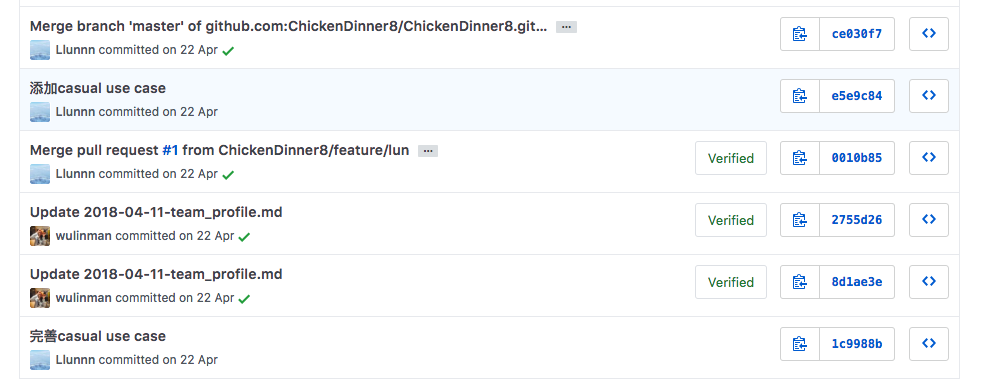 Merge branch 'master' of github.com:ChickenDinner8/ChickenDinner8.git... ...
Llunnn committed on 22 Apr
ce030f7
添加casual use case
Llunnn committed on 22 Apr
e5e9c84
Merge pull request #1 from ChickenDinner8/feature/lun ...
Llunnn committed on 22 Apr
Verified 0010b85
Update 2018-04-11-team_profile.md
wulinman committed on 22 Apr
Verified 2755d26
Update 2018-04-11-team_profile.md
wulinman committed on 22 Apr
Verified 8d1ae3e
完善casual use case
Llunnn committed on 22 Apr
1c9988b